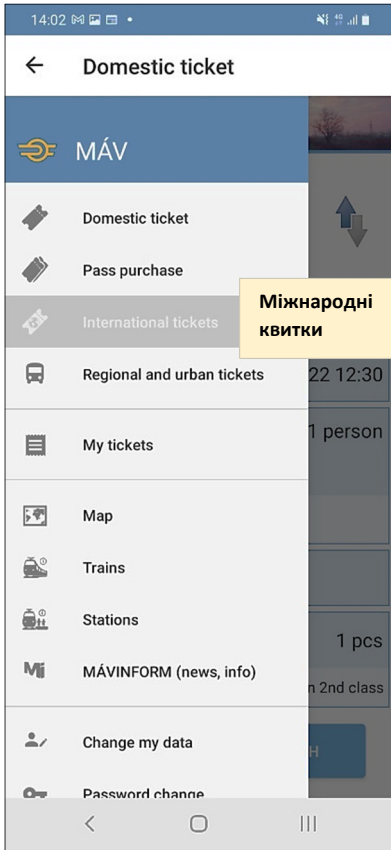 14:02
Domestic ticket
MÁV
Domestic ticket
Pass purchase
International tickets
Міжнародні
квитки
Regional and urban tickets
22 12:30
1 person
My tickets
Map
Trains
Stations
1 pcs
MÁVINFORM (news, info)
n 2nd class
Change my data
H
Password change